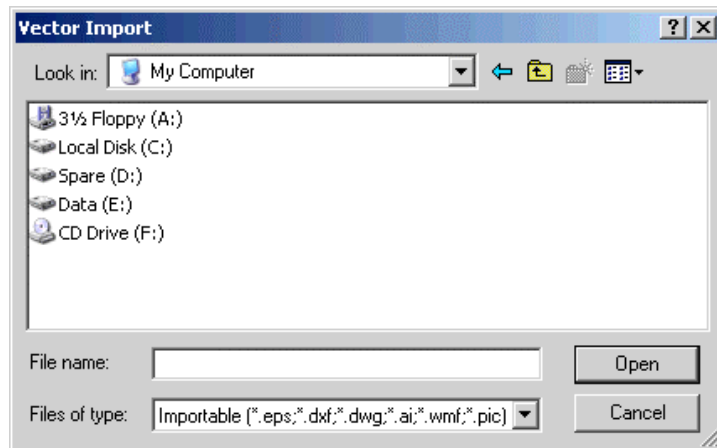 Vector Import
Look in: My Computer
3½ Floppy (A:)
Local Disk (C:)
Spare (D:)
Data (E:)
CD Drive (F:)
File name: Open
Files of type: Importable (*.eps;*.dxf;*.dwg;*.ai;*.wmf;*.pic) Cancel